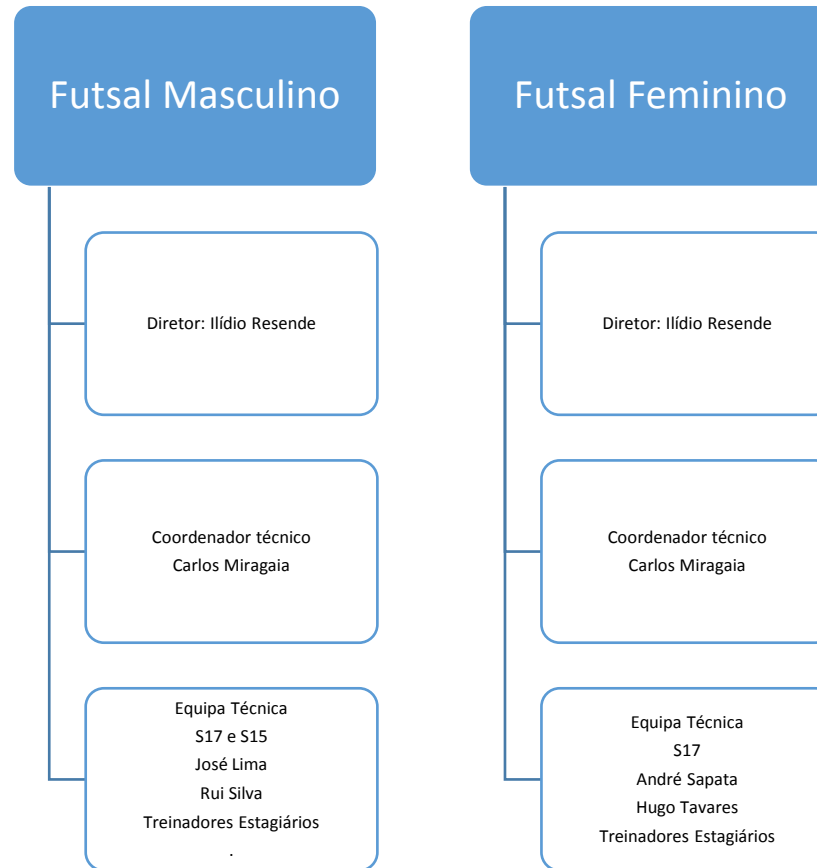 Futsal Masculino
Diretor: Ilídio Resende
Coordenador técnico
Carlos Miragaia
Equipa Técnica
S17 e S15
José Lima
Rui Silva
Treinadores Estagiários
.
Futsal Feminino
Diretor: Ilídio Resende
Coordenador técnico
Carlos Miragaia
Equipa Técnica
S17
André Sapata
Hugo Tavares
Treinadores Estagiários